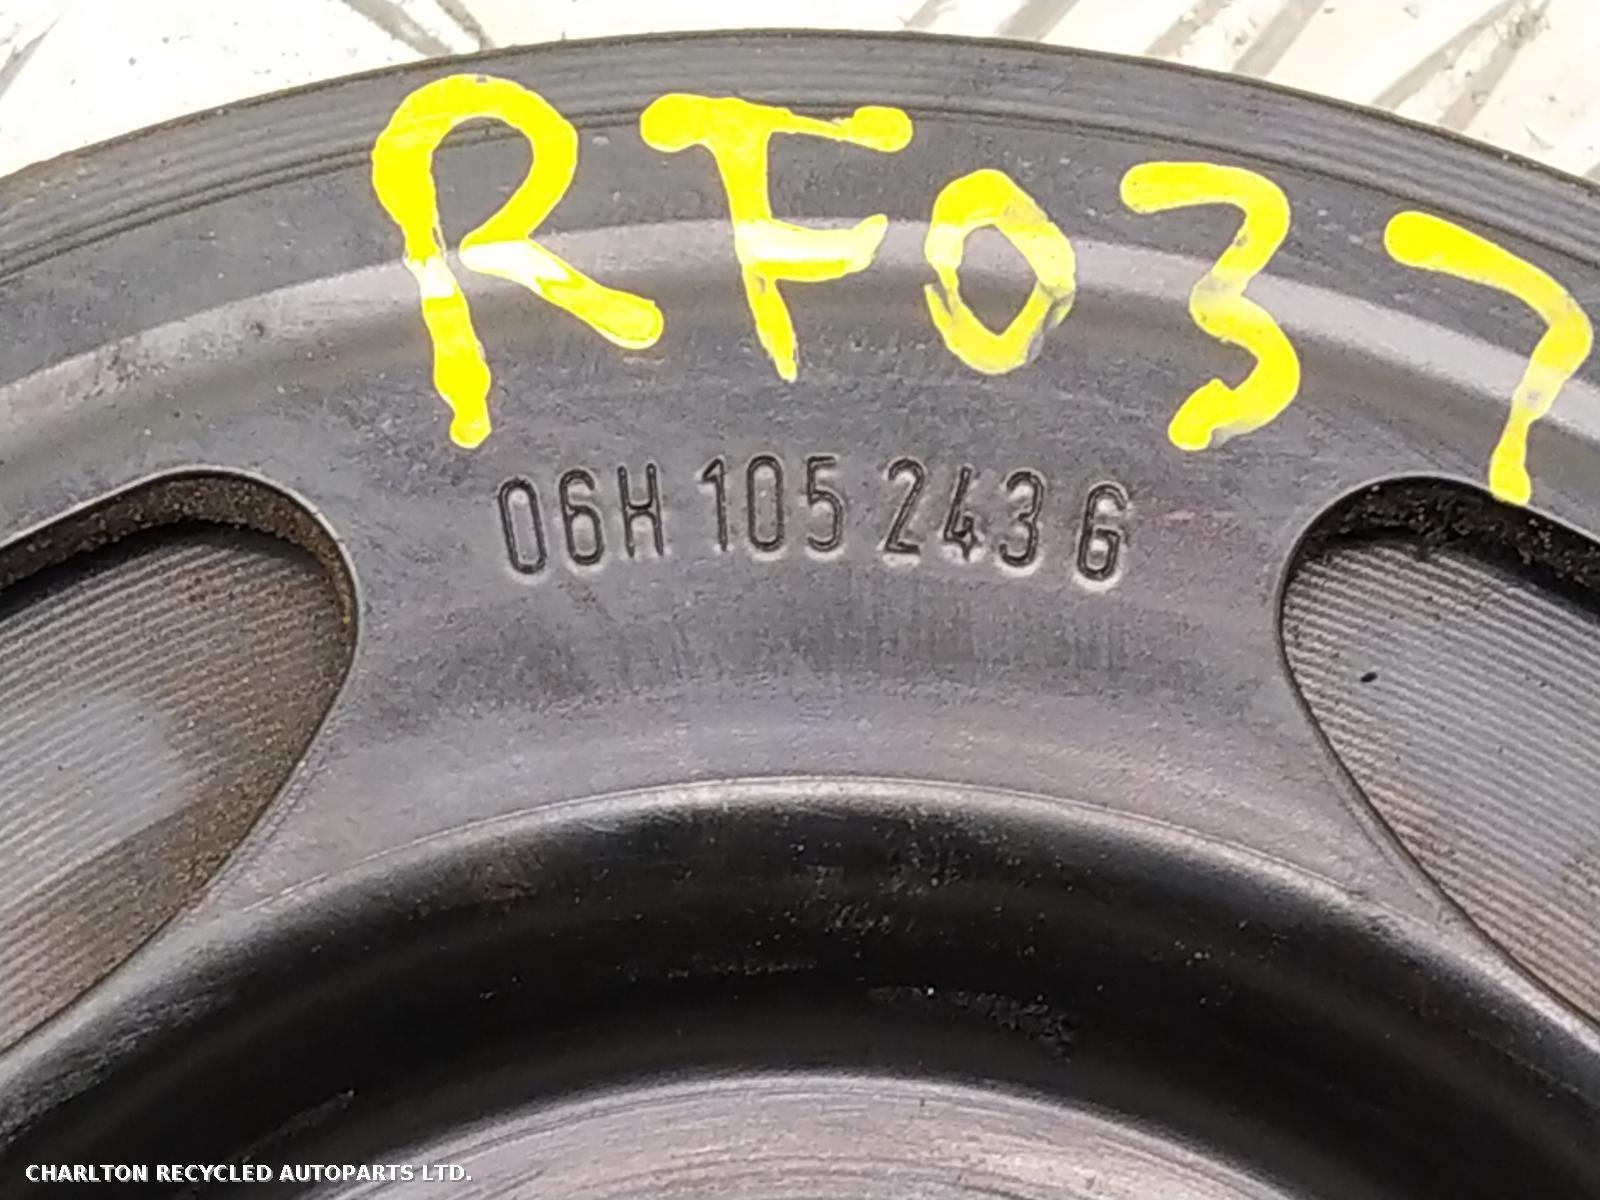 RF037
06H 105 243 G
CHARLTON RECYCLED AUTOPARTS LTD.